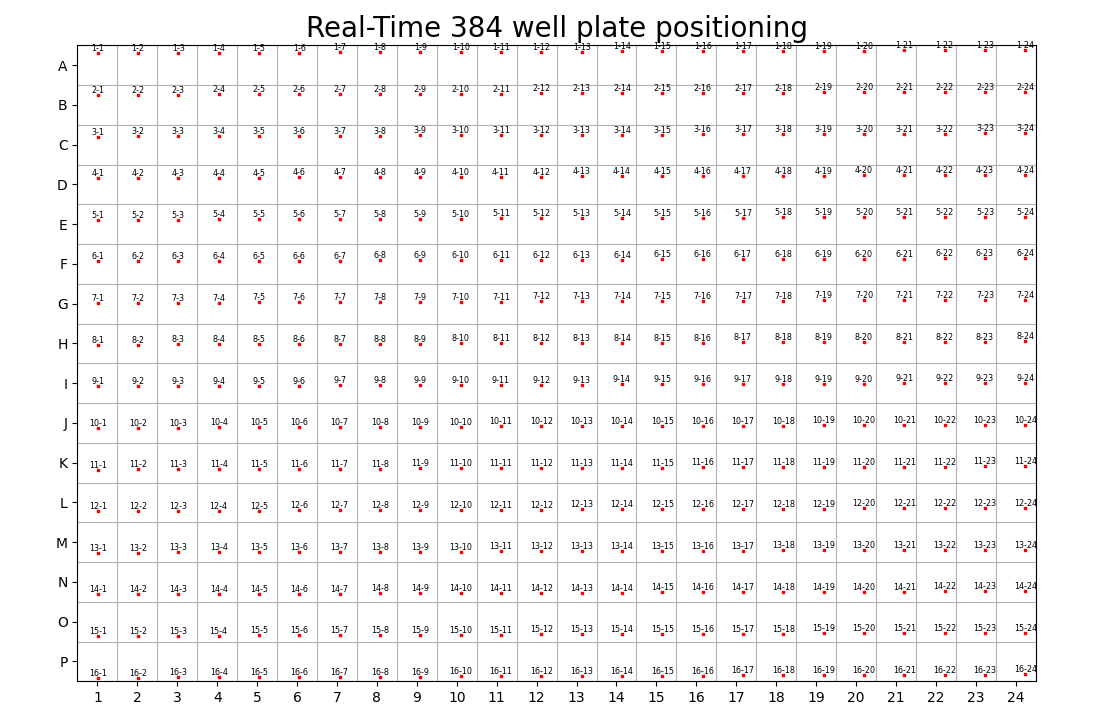 Real-Time 384 well plate positioning
1-1 1-2 1-3 1-4 1-5 1-6 1-7 1-8 1-9 1-10 1-11 1-12 1-13 1-14 1-15 1-16 1-17 1-18 1-19 1-20 1-21 1-22 1-23 1-24
A
2-1 2-2 2-3 2-4 2-5 2-6 2-7 2-8 2-9 2-10 2-11 2-12 2-13 2-14 2-15 2-16 2-17 2-18 2-19 2-20 2-21 2-22 2-23 2-24
B
3-1 3-2 3-3 3-4 3-5 3-6 3-7 3-8 3-9 3-10 3-11 3-12 3-13 3-14 3-15 3-16 3-17 3-18 3-19 3-20 3-21 3-22 3-23 3-24
C
4-1 4-2 4-3 4-4 4-5 4-6 4-7 4-8 4-9 4-10 4-11 4-12 4-13 4-14 4-15 4-16 4-17 4-18 4-19 4-20 4-21 4-22 4-23 4-24
D
5-1 5-2 5-3 5-4 5-5 5-6 5-7 5-8 5-9 5-10 5-11 5-12 5-13 5-14 5-15 5-16 5-17 5-18 5-19 5-20 5-21 5-22 5-23 5-24
E
6-1 6-2 6-3 6-4 6-5 6-6 6-7 6-8 6-9 6-10 6-11 6-12 6-13 6-14 6-15 6-16 6-17 6-18 6-19 6-20 6-21 6-22 6-23 6-24
F
7-1 7-2 7-3 7-4 7-5 7-6 7-7 7-8 7-9 7-10 7-11 7-12 7-13 7-14 7-15 7-16 7-17 7-18 7-19 7-20 7-21 7-22 7-23 7-24
G
8-1 8-2 8-3 8-4 8-5 8-6 8-7 8-8 8-9 8-10 8-11 8-12 8-13 8-14 8-15 8-16 8-17 8-18 8-19 8-20 8-21 8-22 8-23 8-24
H
9-1 9-2 9-3 9-4 9-5 9-6 9-7 9-8 9-9 9-10 9-11 9-12 9-13 9-14 9-15 9-16 9-17 9-18 9-19 9-20 9-21 9-22 9-23 9-24
I
10-1 10-2 10-3 10-4 10-5 10-6 10-7 10-8 10-9 10-10 10-11 10-12 10-13 10-14 10-15 10-16 10-17 10-18 10-19 10-20 10-21 10-22 10-23 10-24
J
11-1 11-2 11-3 11-4 11-5 11-6 11-7 11-8 11-9 11-10 11-11 11-12 11-13 11-14 11-15 11-16 11-17 11-18 11-19 11-20 11-21 11-22 11-23 11-24
K
12-1 12-2 12-3 12-4 12-5 12-6 12-7 12-8 12-9 12-10 12-11 12-12 12-13 12-14 12-15 12-16 12-17 12-18 12-19 12-20 12-21 12-22 12-23 12-24
L
13-1 13-2 13-3 13-4 13-5 13-6 13-7 13-8 13-9 13-10 13-11 13-12 13-13 13-14 13-15 13-16 13-17 13-18 13-19 13-20 13-21 13-22 13-23 13-24
M
14-1 14-2 14-3 14-4 14-5 14-6 14-7 14-8 14-9 14-10 14-11 14-12 14-13 14-14 14-15 14-16 14-17 14-18 14-19 14-20 14-21 14-22 14-23 14-24
N
15-1 15-2 15-3 15-4 15-5 15-6 15-7 15-8 15-9 15-10 15-11 15-12 15-13 15-14 15-15 15-16 15-17 15-18 15-19 15-20 15-21 15-22 15-23 15-24
O
16-1 16-2 16-3 16-4 16-5 16-6 16-7 16-8 16-9 16-10 16-11 16-12 16-13 16-14 16-15 16-16 16-17 16-18 16-19 16-20 16-21 16-22 16-23 16-24
P
1 2 3 4 5 6 7 8 9 10 11 12 13 14 15 16 17 18 19 20 21 22 23 24